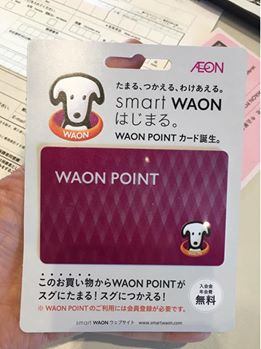 ÆON
WAON
たまる、つかえる、わけあえる。
smart WAON
はじまる。
WAON POINT カード誕生。
WAON POINT
WAON
このお買い物からWAON POINTが
スグにたまる！スグにつかえる！
※ WAON POINTのご利用には会員登録が必要です。
入会金
年会費
無料
smart WAON ウェブサイト www.smartwaon.com